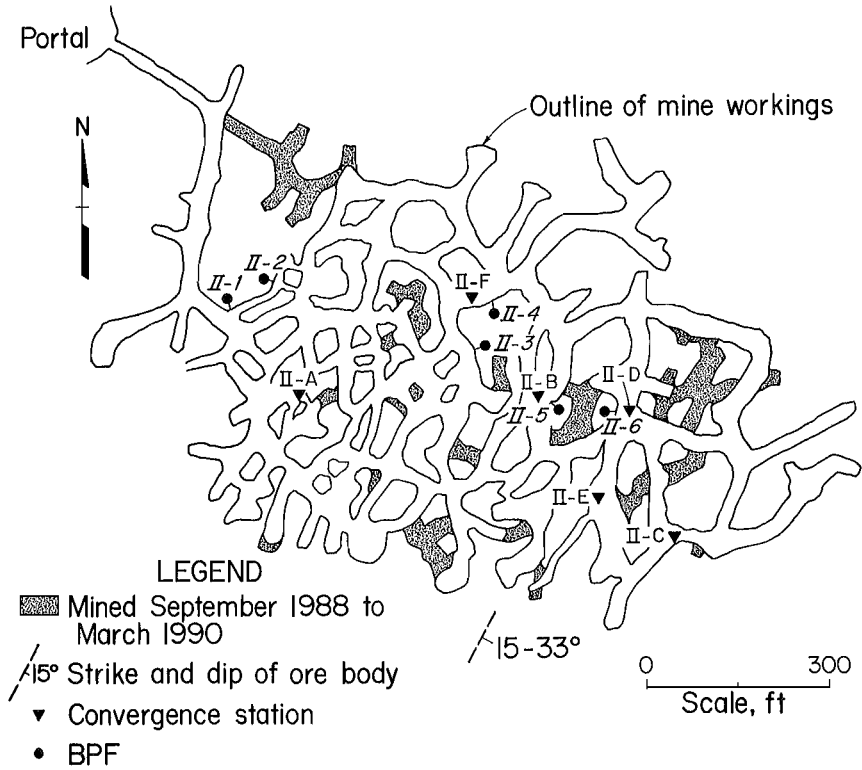 Portal
Outline of mine workings
N
II-2
II-1
II-F
II-4
II-3
II-A
II-B
II-D
II-5
II-6
II-E
II-C
LEGEND
Mined September 1988 to
March 1990
15° Strike and dip of ore body
Convergence station
BPF
15-33°
0 300
Scale, ft